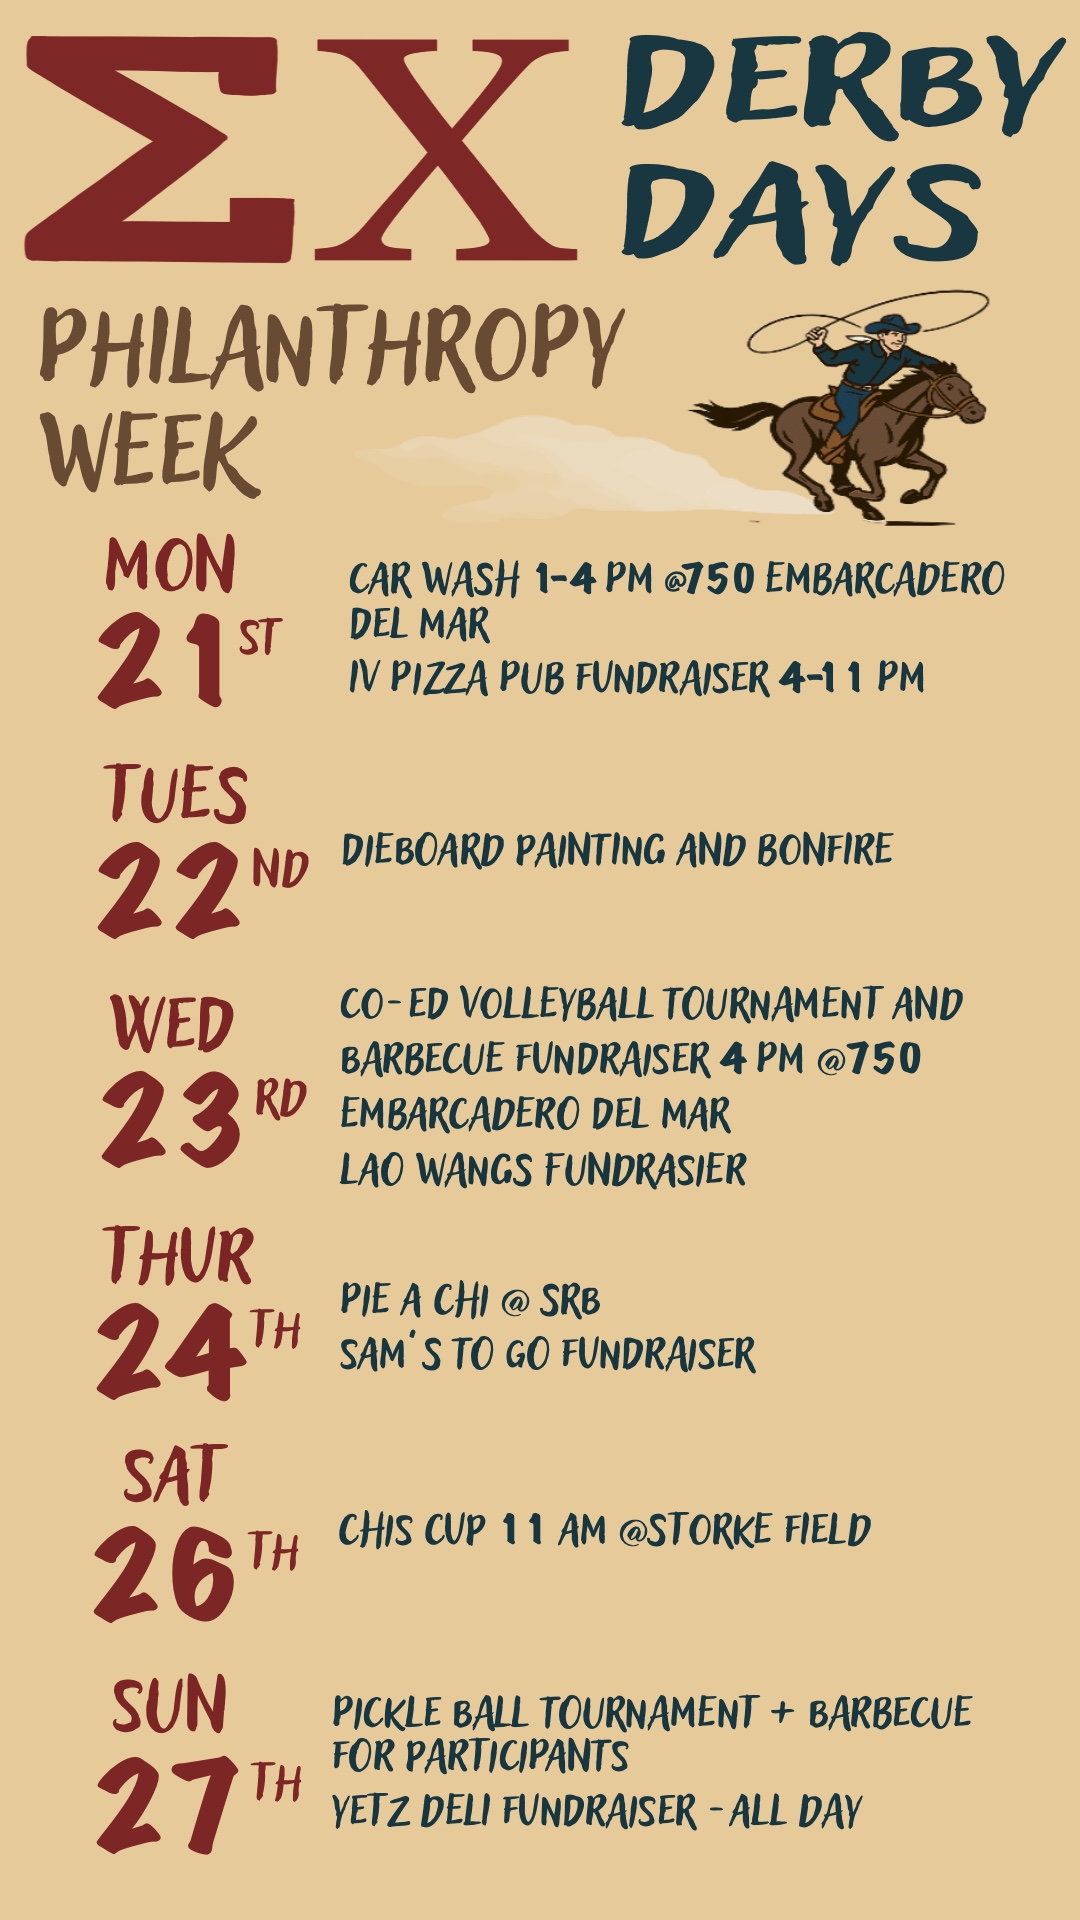 ΣΧ DERBY
DAYS
PHILANTHROPY
WEEK
MON
21ST
CAR WASH 1-4 PM @750 EMBARCADERO
DEL MAR
IV PIZZA PUB FUNDRAISER 4-11 PM
TUES
22ND
DIEBOARD PAINTING AND BONFIRE
WED
23RD
CO-ED VOLLEYBALL TOURNAMENT AND
BARBECUE FUNDRAISER 4 PM @750
EMBARCADERO DEL MAR
LAO WANGS FUNDRASIER
THUR
24TH
PIE A CHI @ SRB
SAM'S TO GO FUNDRAISER
SAT
26TH
CHIS CUP 11 AM @STORKE FIELD
SUN
27TH
PICKLE BALL TOURNAMENT + BARBECUE
FOR PARTICIPANTS
YETZ DELI FUNDRAISER -ALL DAY